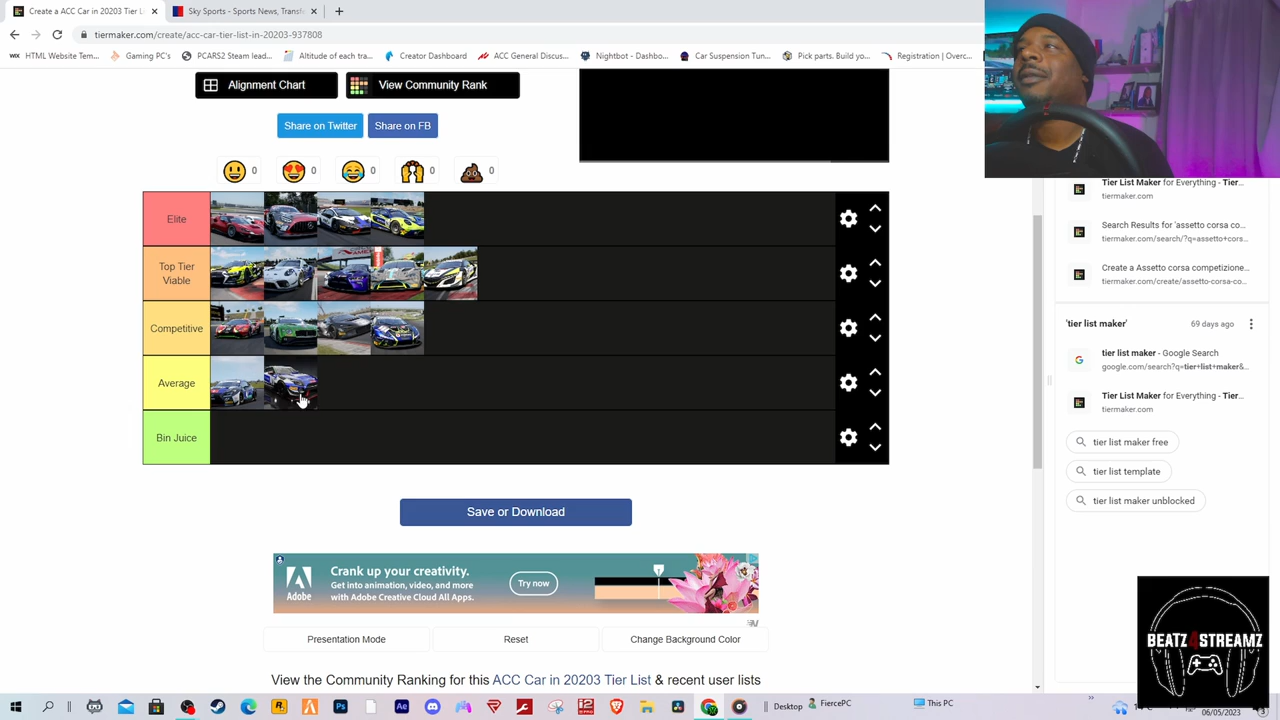 Create a ACC Car in 20203 Tier Li
Sky Sports - Sports News, Transf
tiermaker.com/create/acc-car-tier-list-in-20203-937808
HTML Website Tem...
Gaming PC's
PCARS2 Steam lead...
Altitude of each tra...
Creator Dashboard
ACC General Discus...
Nightbot - Dashbo...
Car Suspension Tun...
Pick parts. Build yo...
Registration | Overc...
Alignment Chart
View Community Rank
Share on Twitter
Share on FB
0
0
0
0
0
Elite
Top Tier
Viable
Competitive
Average
Bin Juice
Save or Download
Adobe
Crank up your creativity.
Get into animation, video, and more
with Adobe Creative Cloud All Apps.
Try now
Presentation Mode
Reset
Change Background Color
View the Community Ranking for this ACC Car in 20203 Tier List & recent user lists
Tier List Maker for Everything - Tier...
tiermaker.com
Search Results for 'assetto corsa co...
tiermaker.com/search/?q=assetto+cors...
Create a Assetto corsa competizione...
tiermaker.com/create/assetto-corsa-co...
'tier list maker'
69 days ago
tier list maker - Google Search
google.com/search?q=tier+list+maker&...
Tier List Maker for Everything - Tier...
tiermaker.com
tier list maker free
tier list template
tier list maker unblocked
BEATZ4STREAMZ
Desktop
FiercePC
This PC
06/05/2023